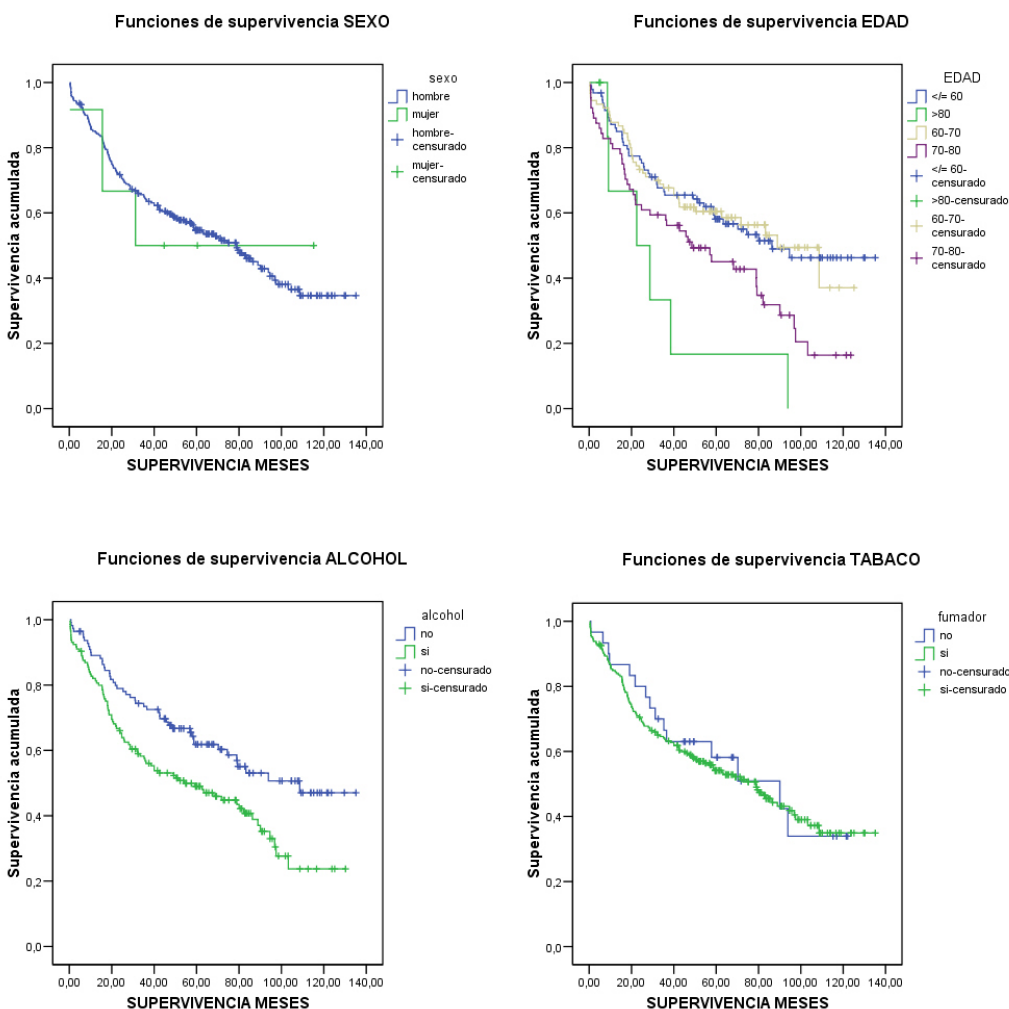 Funciones de supervivencia SEXO
Supervivencia acumulada
1,0
0,8
0,6
0,4
0,2
0,0
0,00 20,00 40,00 60,00 80,00 100,00 120,00 140,00
SUPERVIVENCIA MESES
sexo
hombre
mujer
hombre-
censurado
mujer-
censurado
Funciones de supervivencia EDAD
Supervivencia acumulada
1,0
0,8
0,6
0,4
0,2
0,0
0,00 20,00 40,00 60,00 80,00 100,00 120,00 140,00
SUPERVIVENCIA MESES
EDAD
</= 60
>80
60-70
70-80
</= 60-
censurado
>80-censurado
60-70-
censurado
70-80-
censurado
Funciones de supervivencia ALCOHOL
Supervivencia acumulada
1,0
0,8
0,6
0,4
0,2
0,0
0,00 20,00 40,00 60,00 80,00 100,00 120,00 140,00
SUPERVIVENCIA MESES
alcohol
no
si
no-censurado
si-censurado
Funciones de supervivencia TABACO
Supervivencia acumulada
1,0
0,8
0,6
0,4
0,2
0,0
0,00 20,00 40,00 60,00 80,00 100,00 120,00 140,00
SUPERVIVENCIA MESES
fumador
no
si
no-censurado
si-censurado